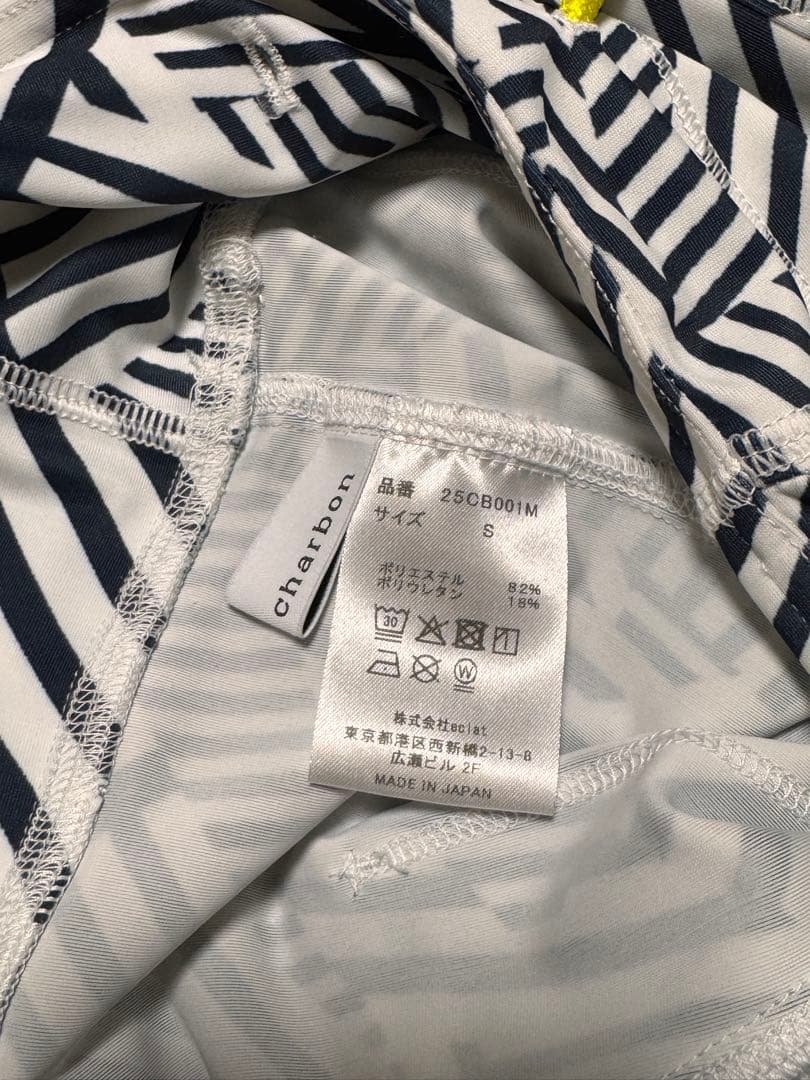 charbon
品番 25CB001M
サイズ S
ポリエステル 82%
ポリウレタン 18%
30
W
株式会社eclat
東京都港区西新橋2-13-8
広瀬ビル 2F
MADE IN JAPAN